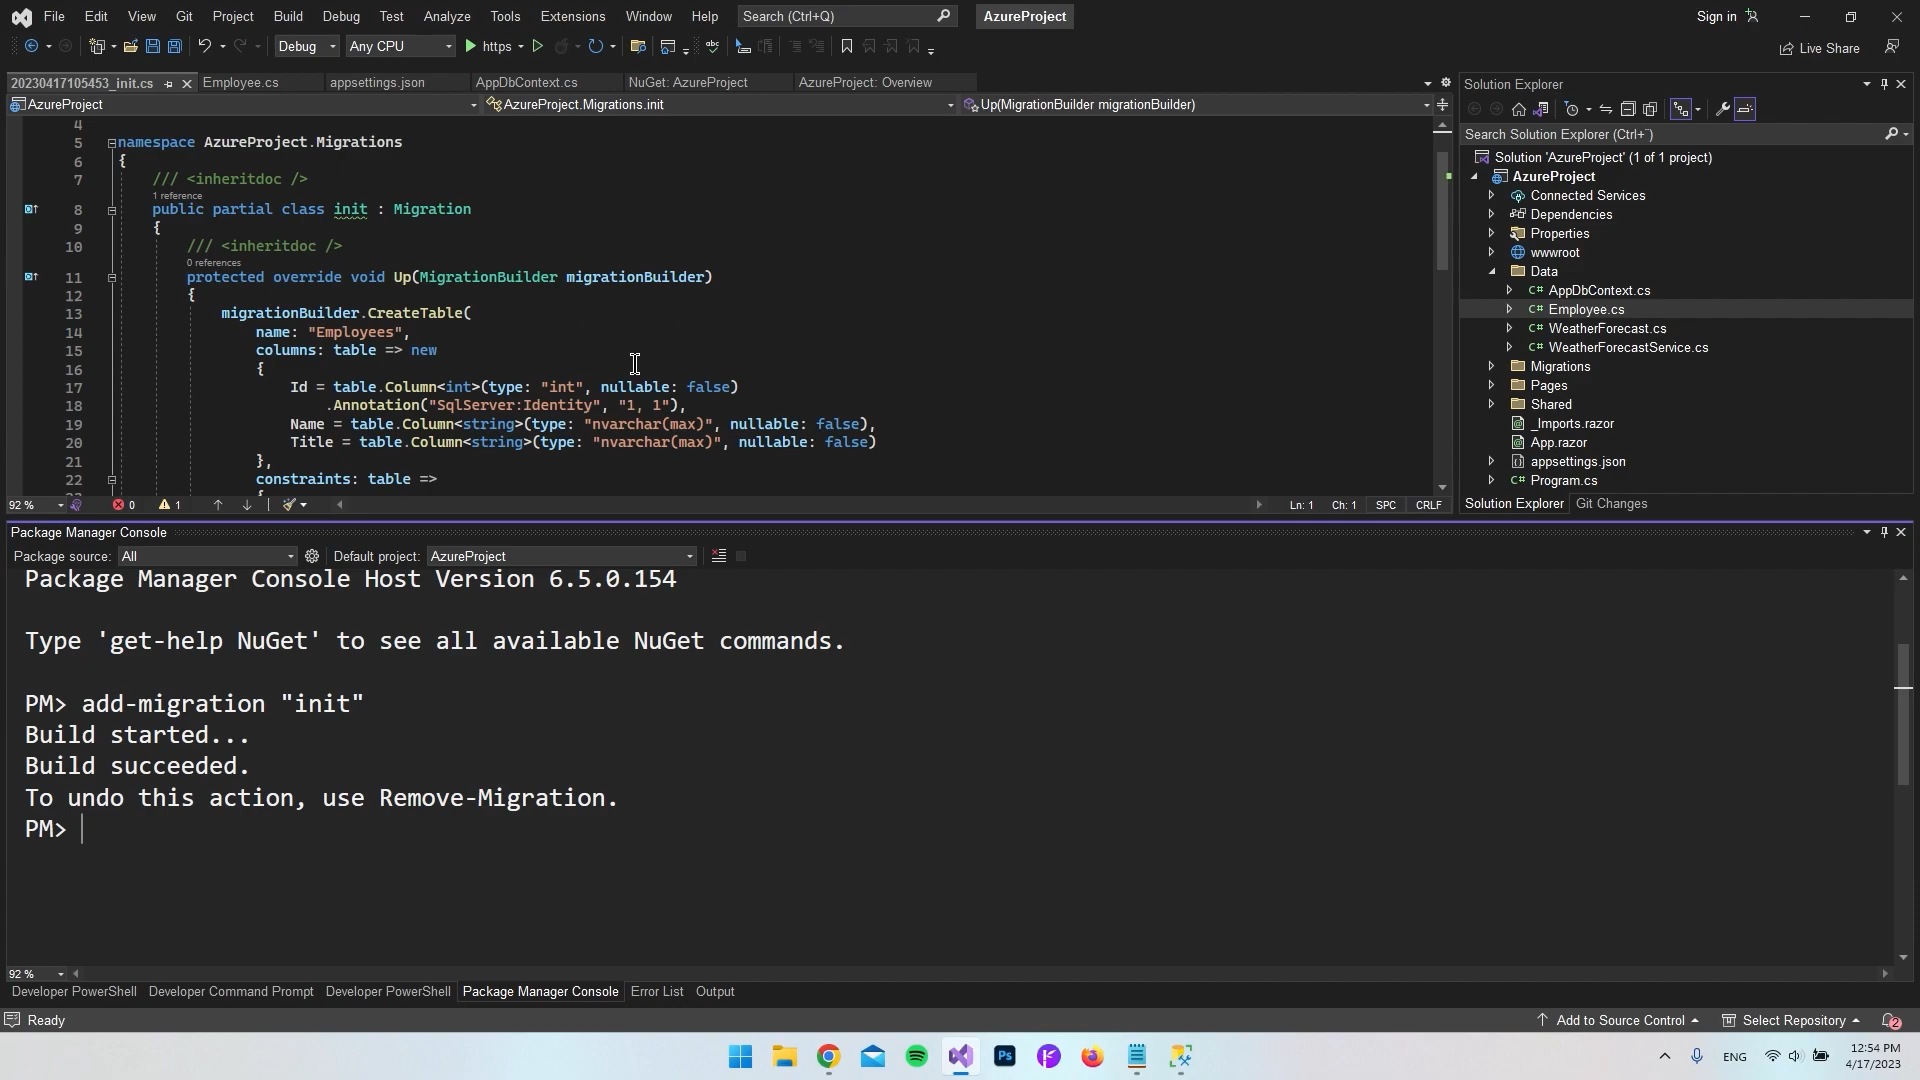 File Edit View Git Project Build Debug Test Analyze Tools Extensions Window Help Search (Ctrl+Q) AzureProject Sign in
Debug Any CPU https Live Share
20230417105453_init.cs Employee.cs appsettings.json AppDbContext.cs NuGet: AzureProject AzureProject: Overview
AzureProject AzureProject.Migrations.init Up(MigrationBuilder migrationBuilder)
4
5 namespace AzureProject.Migrations
6 {
7 /// <inheritdoc />
1 reference
8 public partial class init : Migration
9 {
10 /// <inheritdoc />
0 references
11 protected override void Up(MigrationBuilder migrationBuilder)
12 {
13 migrationBuilder.CreateTable(
14 name: "Employees",
15 columns: table => new
16 {
17 Id = table.Column<int>(type: "int", nullable: false)
18 .Annotation("SqlServer:Identity", "1, 1"),
19 Name = table.Column<string>(type: "nvarchar(max)", nullable: false),
20 Title = table.Column<string>(type: "nvarchar(max)", nullable: false)
21 },
22 constraints: table =>
92 % 0 1 Ln: 1 Ch: 1 SPC CRLF
Solution Explorer
Search Solution Explorer (Ctrl+¨)
Solution 'AzureProject' (1 of 1 project)
AzureProject
Connected Services
Dependencies
Properties
wwwroot
Data
C# AppDbContext.cs
C# Employee.cs
C# WeatherForecast.cs
C# WeatherForecastService.cs
Migrations
Pages
Shared
_Imports.razor
App.razor
appsettings.json
C# Program.cs
Solution Explorer Git Changes
Package Manager Console
Package source: All Default project: AzureProject
Package Manager Console Host Version 6.5.0.154
Type 'get-help NuGet' to see all available NuGet commands.
PM> add-migration "init"
Build started...
Build succeeded.
To undo this action, use Remove-Migration.
PM>
92 %
Developer PowerShell Developer Command Prompt Developer PowerShell Package Manager Console Error List Output
Ready Add to Source Control Select Repository 2
Ps ENG 12:54 PM
4/17/2023